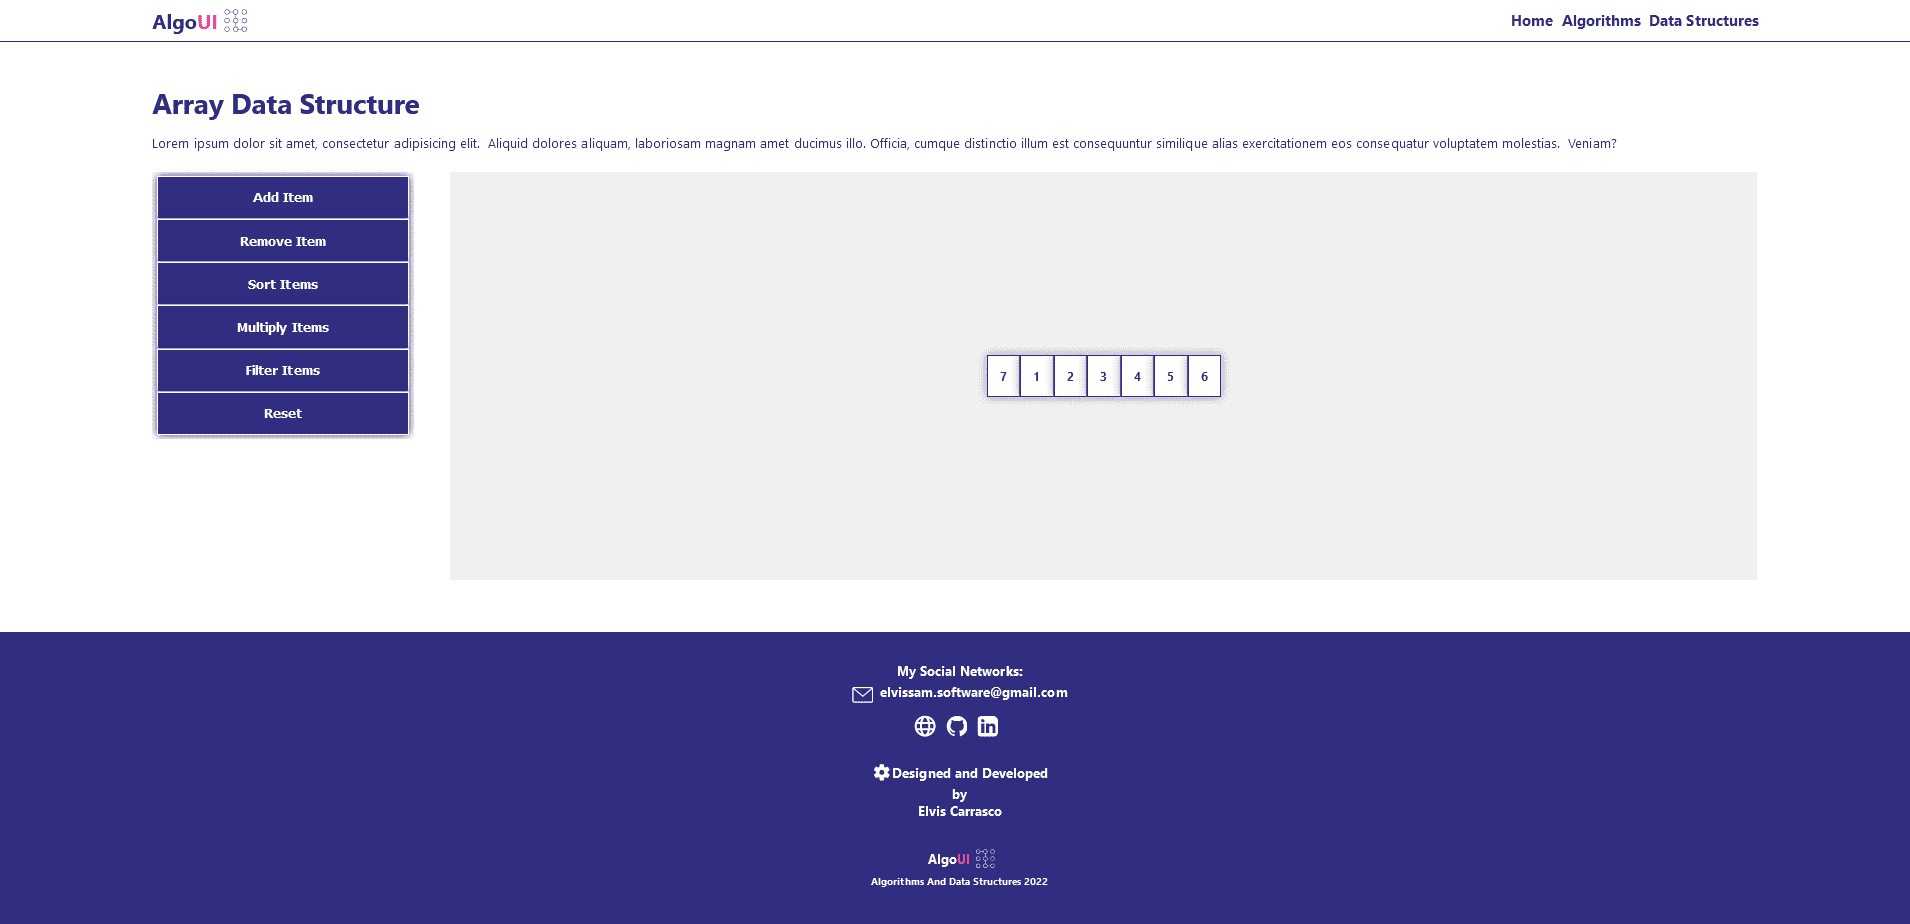 AlgoUI
Home Algorithms Data Structures
Array Data Structure
Lorem ipsum dolor sit amet, consectetur adipisicing elit. Aliquid dolores aliquam, laboriosam magnam amet ducimus illo. Officia, cumque distinctio illum est consequuntur similique alias exercitationem eos consequatur voluptatem molestias. Veniam?
Add Item
Remove Item
Sort Items
Multiply Items
Filter Items
Reset
7 1 2 3 4 5 6
My Social Networks:
elvissam.software@gmail.com
in
Designed and Developed
by
Elvis Carrasco
AlgoUI
Algorithms And Data Structures 2022